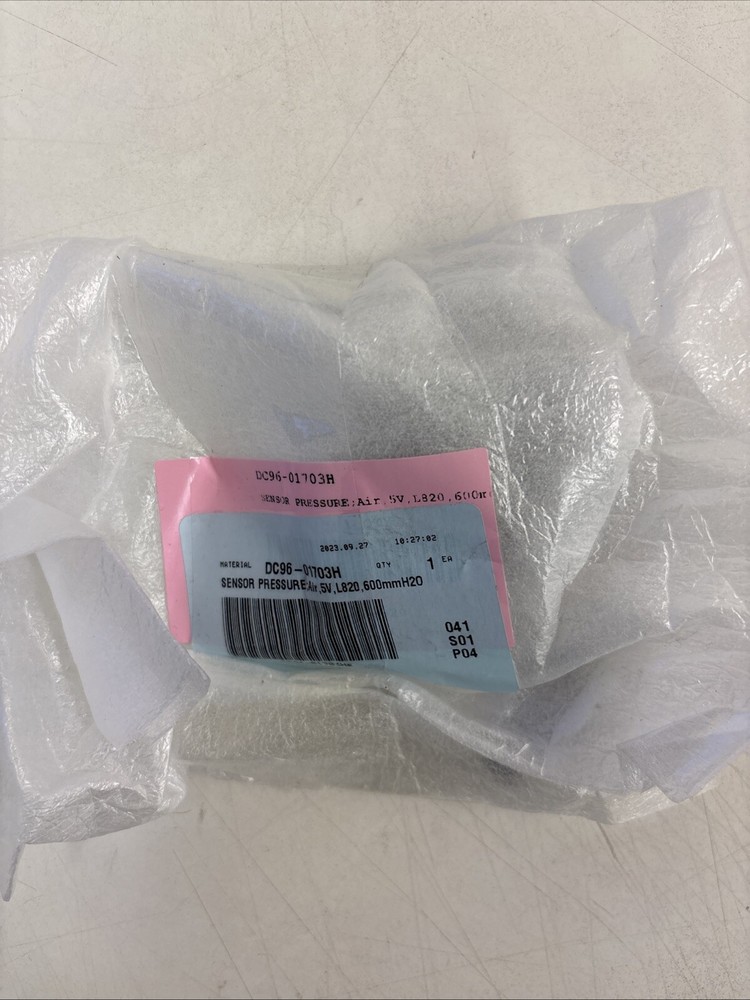 DC96-01703H
SENSOR PRESSURE;Air,5V,L820,600m
2023.09.27 10:27:02
MATERIAL DC96-01703H QTY 1 EA
SENSOR PRESSURE;Air,5V,L820,600mmH2O
041
S01
P04